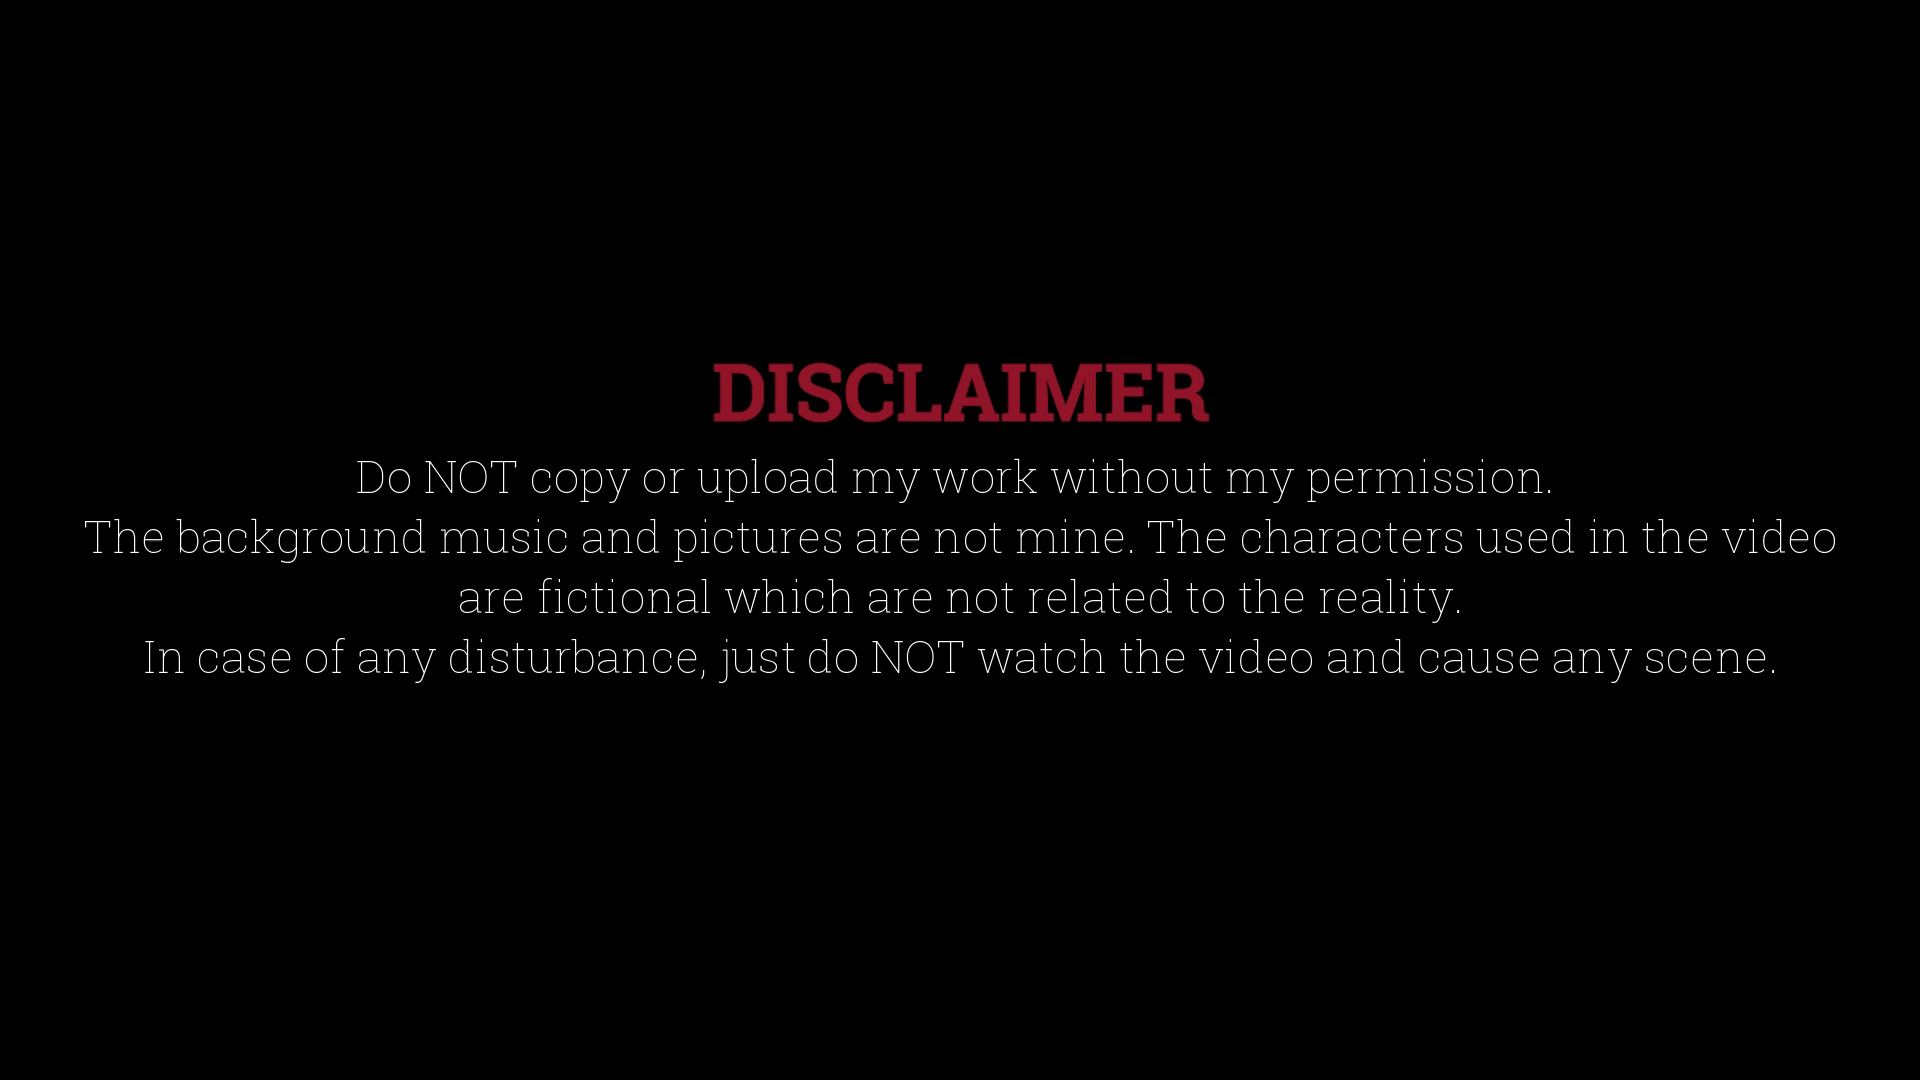 DISCLAIMER
Do NOT copy or upload my work without my permission.
The background music and pictures are not mine. The characters used in the video
are fictional which are not related to the reality.
In case of any disturbance, just do NOT watch the video and cause any scene.